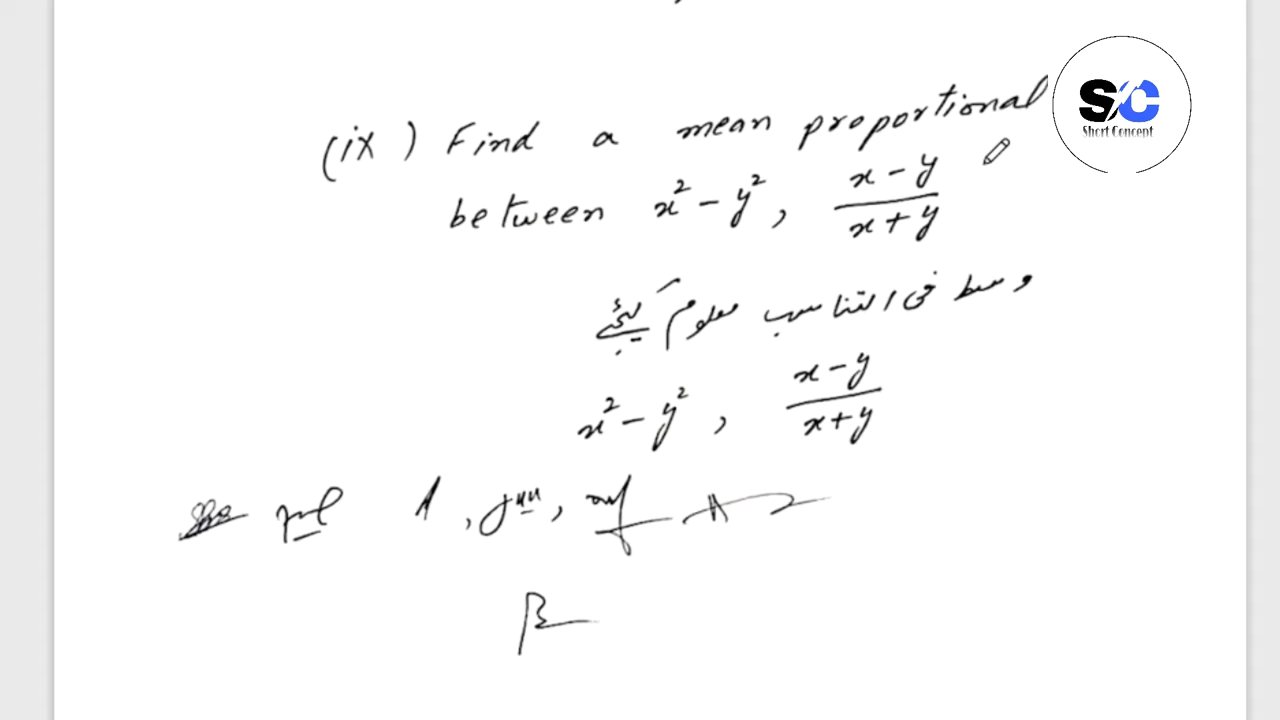 SC
Short Concept
(ix) Find a mean proportional
between x² - y², (x - y)/(x + y)
وسط فی التناسب معلوم کیجئے
x² - y², (x - y)/(x + y)